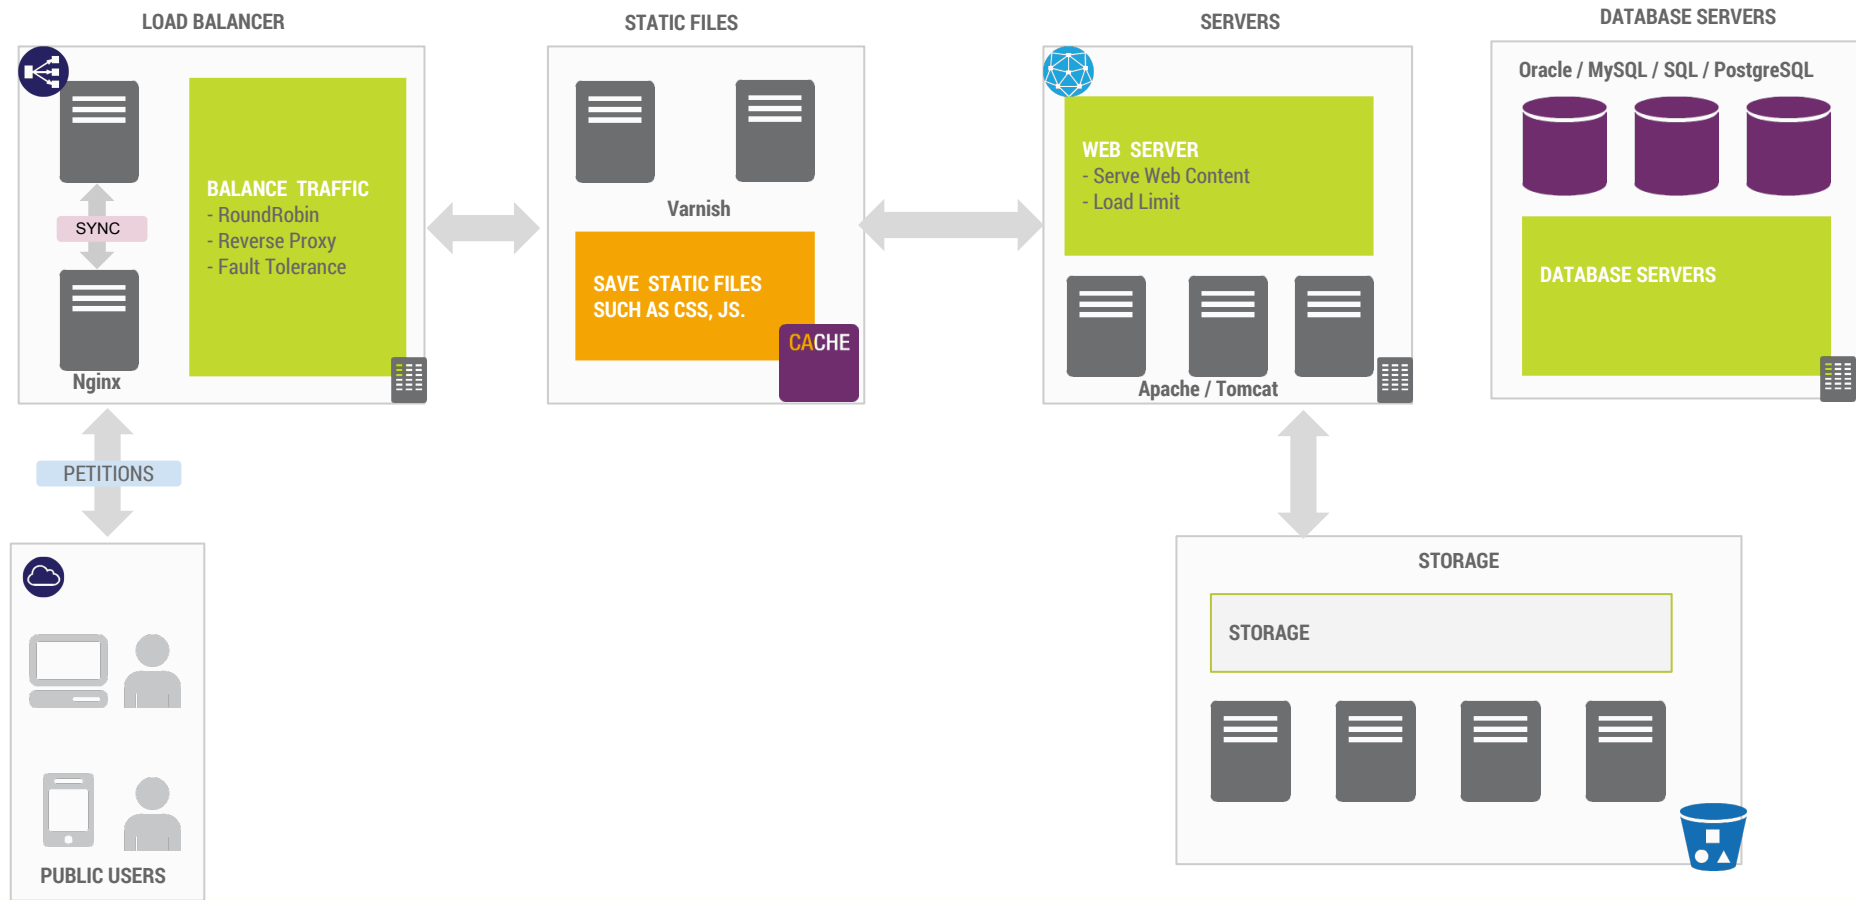 LOAD BALANCER
BALANCE TRAFFIC
- RoundRobin
- Reverse Proxy
- Fault Tolerance
SYNC
Nginx
PETITIONS
PUBLIC USERS
STATIC FILES
Varnish
SAVE STATIC FILES
SUCH AS CSS, JS.
CACHE
SERVERS
WEB SERVER
- Serve Web Content
- Load Limit
Apache / Tomcat
DATABASE SERVERS
Oracle / MySQL / SQL / PostgreSQL
DATABASE SERVERS
STORAGE
STORAGE